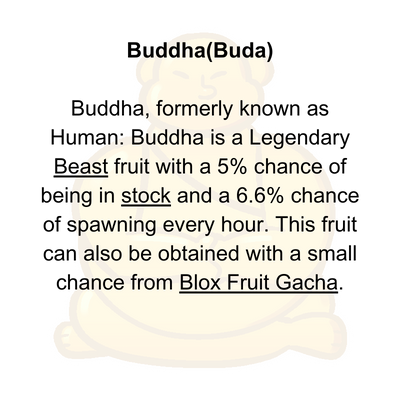 Buddha(Buda)
Buddha, formerly known as
Human: Buddha is a Legendary
Beast fruit with a 5% chance of
being in stock and a 6.6% chance
of spawning every hour. This fruit
can also be obtained with a small
chance from Blox Fruit Gacha.